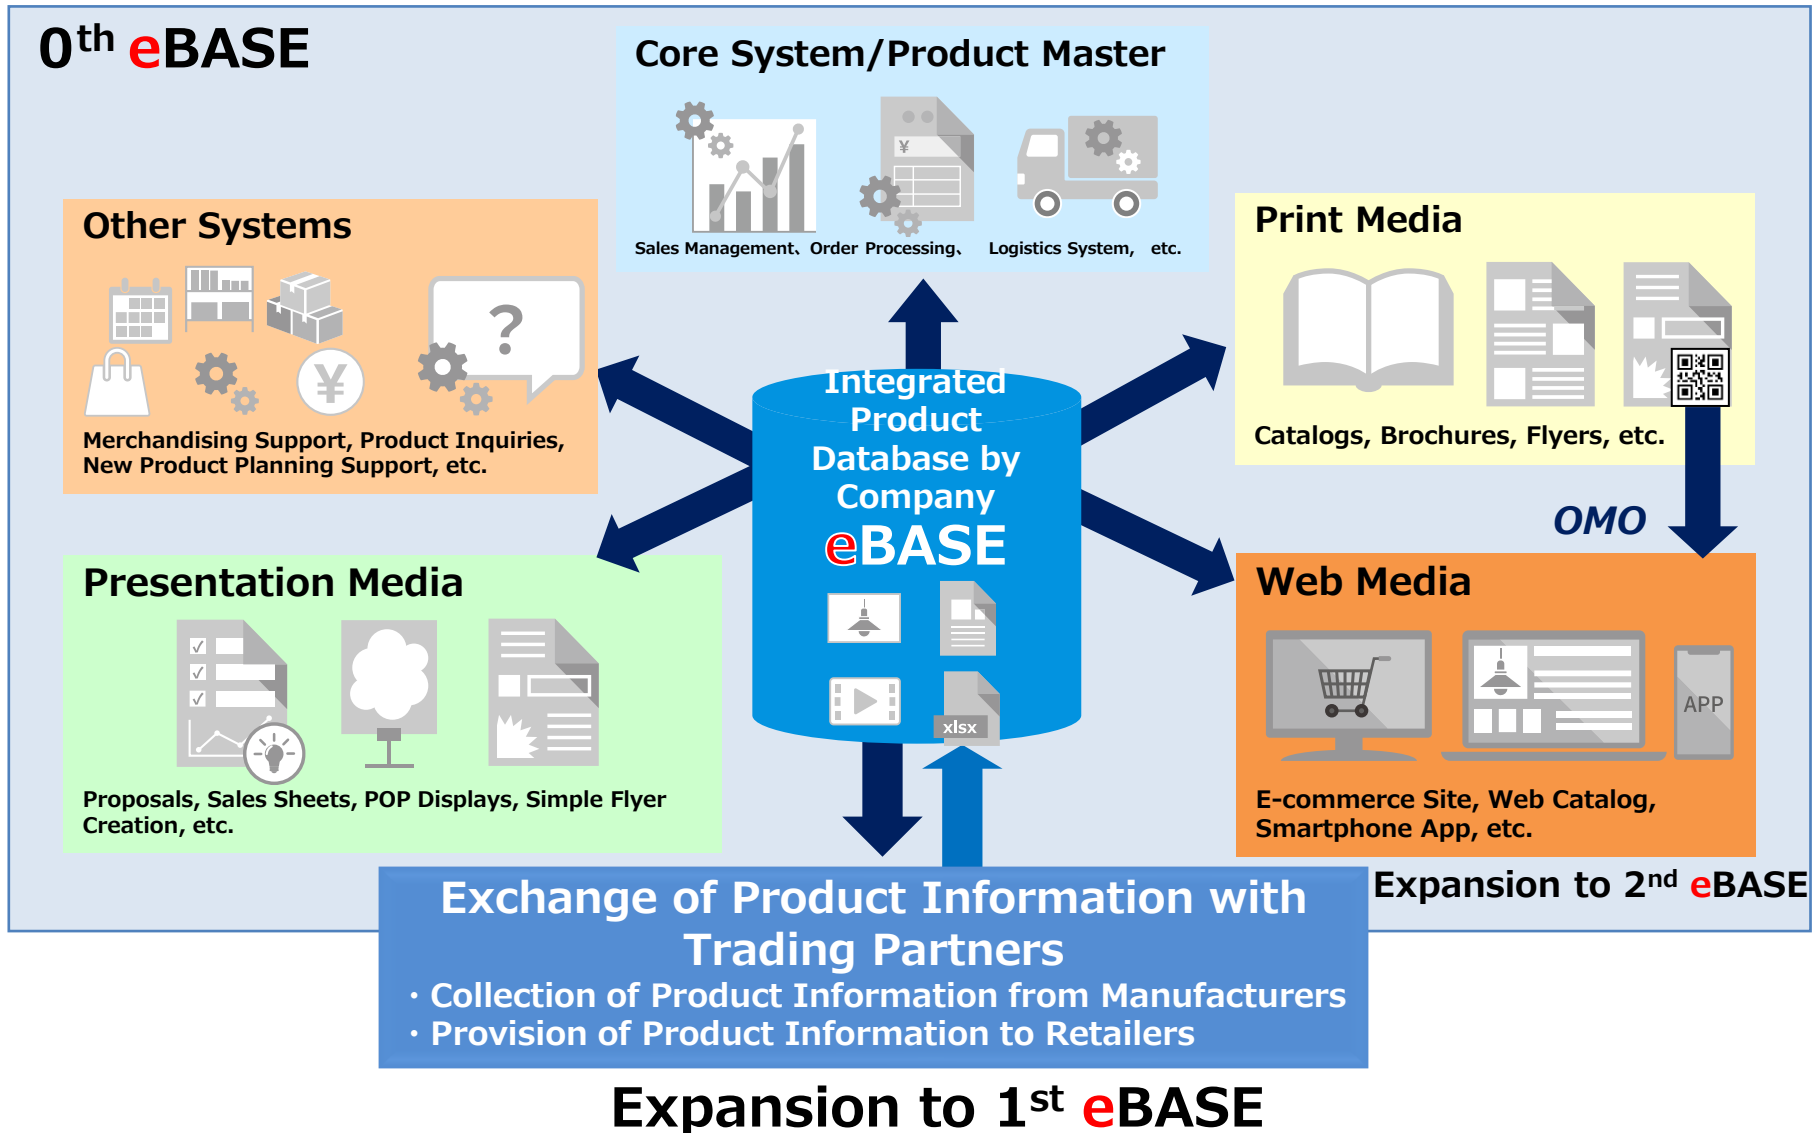 0th eBASE
Core System/Product Master
¥
Sales Management、Order Processing、 Logistics System, etc.
Other Systems
?
¥
Merchandising Support, Product Inquiries,
New Product Planning Support, etc.
Print Media
Catalogs, Brochures, Flyers, etc.
Integrated
Product
Database by
Company
eBASE
xlsx
OMO
Presentation Media
Proposals, Sales Sheets, POP Displays, Simple Flyer
Creation, etc.
Web Media
APP
E-commerce Site, Web Catalog,
Smartphone App, etc.
Expansion to 2nd eBASE
Exchange of Product Information with
Trading Partners
・Collection of Product Information from Manufacturers
・Provision of Product Information to Retailers
Expansion to 1st eBASE